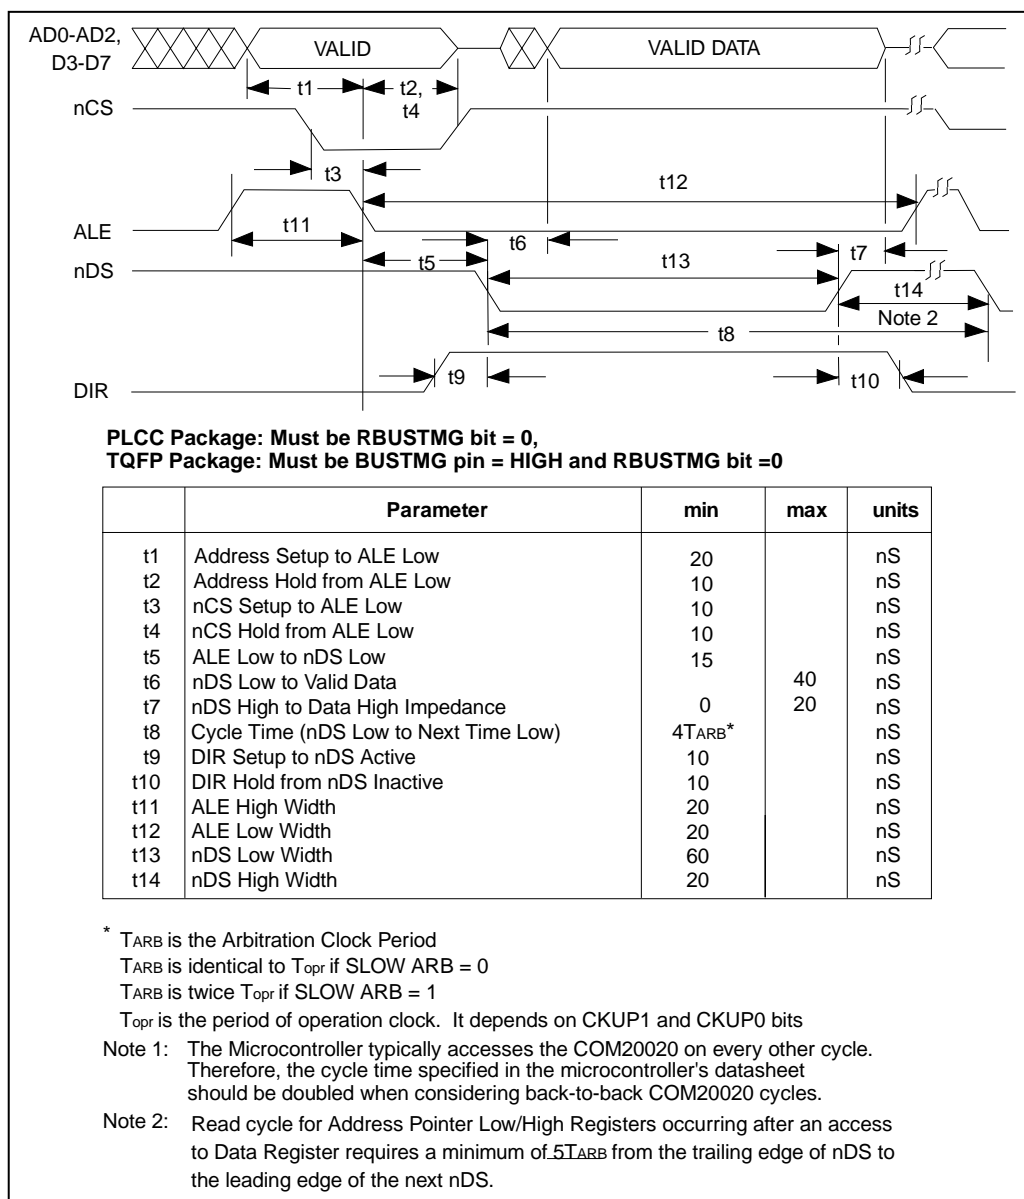 AD0-AD2,
D3-D7
VALID
VALID DATA
t1
t2,
t4
nCS
t3
t12
ALE
t11
t6
t7
nDS
t5
t13
t14
Note 2
t8
t9
t10
DIR
PLCC Package: Must be RBUSTMG bit = 0,
TQFP Package: Must be BUSTMG pin = HIGH and RBUSTMG bit =0
Parameter min max units
t1 Address Setup to ALE Low 20 nS
t2 Address Hold from ALE Low 10 nS
t3 nCS Setup to ALE Low 10 nS
t4 nCS Hold from ALE Low 10 nS
t5 ALE Low to nDS Low 15 nS
t6 nDS Low to Valid Data 40 nS
t7 nDS High to Data High Impedance 0 20 nS
t8 Cycle Time (nDS Low to Next Time Low) 4TARB* nS
t9 DIR Setup to nDS Active 10 nS
t10 DIR Hold from nDS Inactive 10 nS
t11 ALE High Width 20 nS
t12 ALE Low Width 20 nS
t13 nDS Low Width 60 nS
t14 nDS High Width 20 nS
* TARB is the Arbitration Clock Period
TARB is identical to Topr if SLOW ARB = 0
TARB is twice Topr if SLOW ARB = 1
Topr is the period of operation clock. It depends on CKUP1 and CKUP0 bits
Note 1: The Microcontroller typically accesses the COM20020 on every other cycle.
Therefore, the cycle time specified in the microcontroller's datasheet
should be doubled when considering back-to-back COM20020 cycles.
Note 2: Read cycle for Address Pointer Low/High Registers occurring after an access
to Data Register requires a minimum of 5TARB from the trailing edge of nDS to
the leading edge of the next nDS.